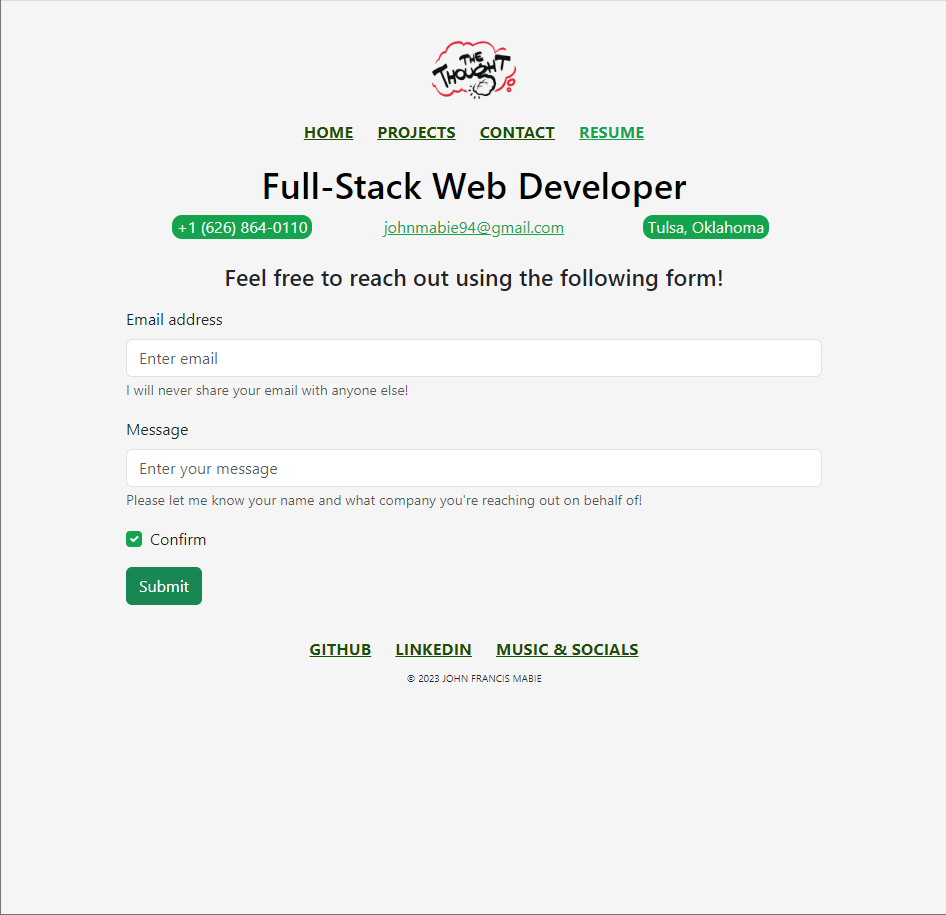 THE
THOUGHT
HOME PROJECTS CONTACT RESUME
Full-Stack Web Developer
+1 (626) 864-0110 johnmabie94@gmail.com Tulsa, Oklahoma
Feel free to reach out using the following form!
Email address
Enter email
I will never share your email with anyone else!
Message
Enter your message
Please let me know your name and what company you're reaching out on behalf of!
Confirm
Submit
GITHUB LINKEDIN MUSIC & SOCIALS
© 2023 JOHN FRANCIS MABIE